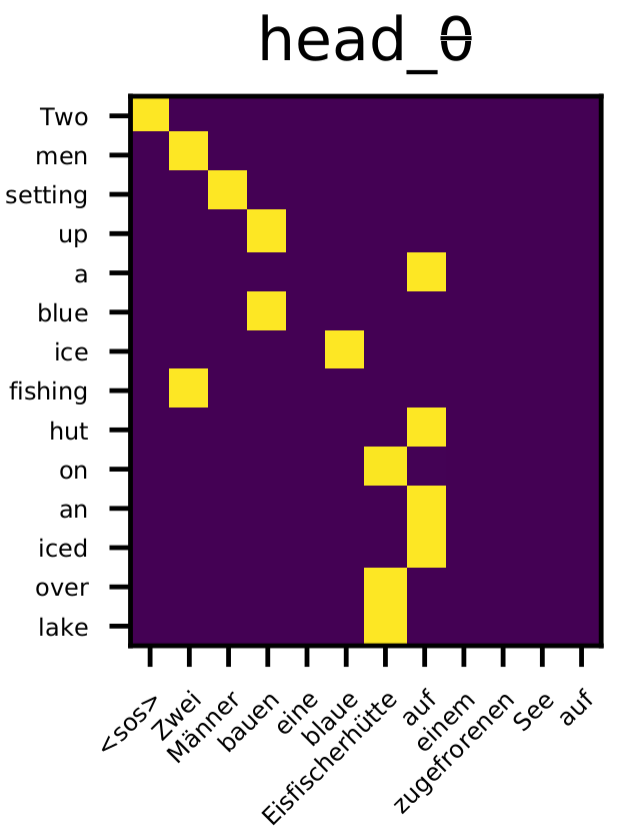 head_0
Two
men
setting
up
a
blue
ice
fishing
hut
on
an
iced
over
lake
<sos>
Zwei
Männer
bauen
eine
blaue
Eisfischerhütte
auf
einem
zugefrorenen
See
auf